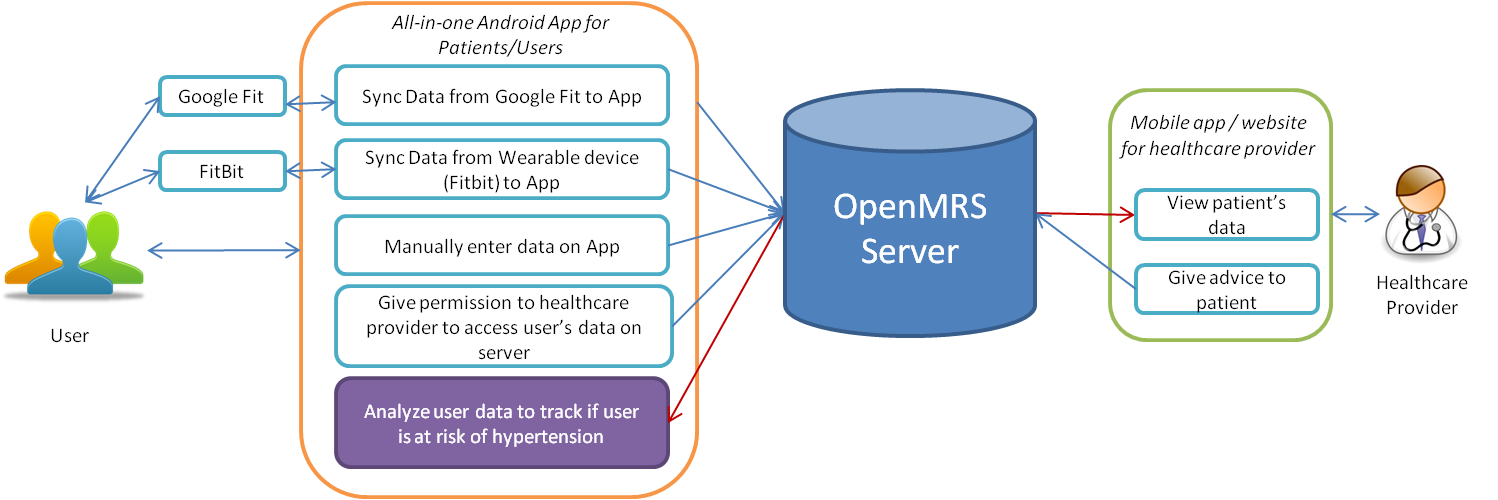 All-in-one Android App for
Patients/Users
Google Fit
Sync Data from Google Fit to App
FitBit
Sync Data from Wearable device
(Fitbit) to App
Manually enter data on App
Give permission to healthcare
provider to access user's data on
server
Analyze user data to track if user
is at risk of hypertension
User
OpenMRS
Server
Mobile app / website
for healthcare provider
View patient's
data
Give advice to
patient
Healthcare
Provider